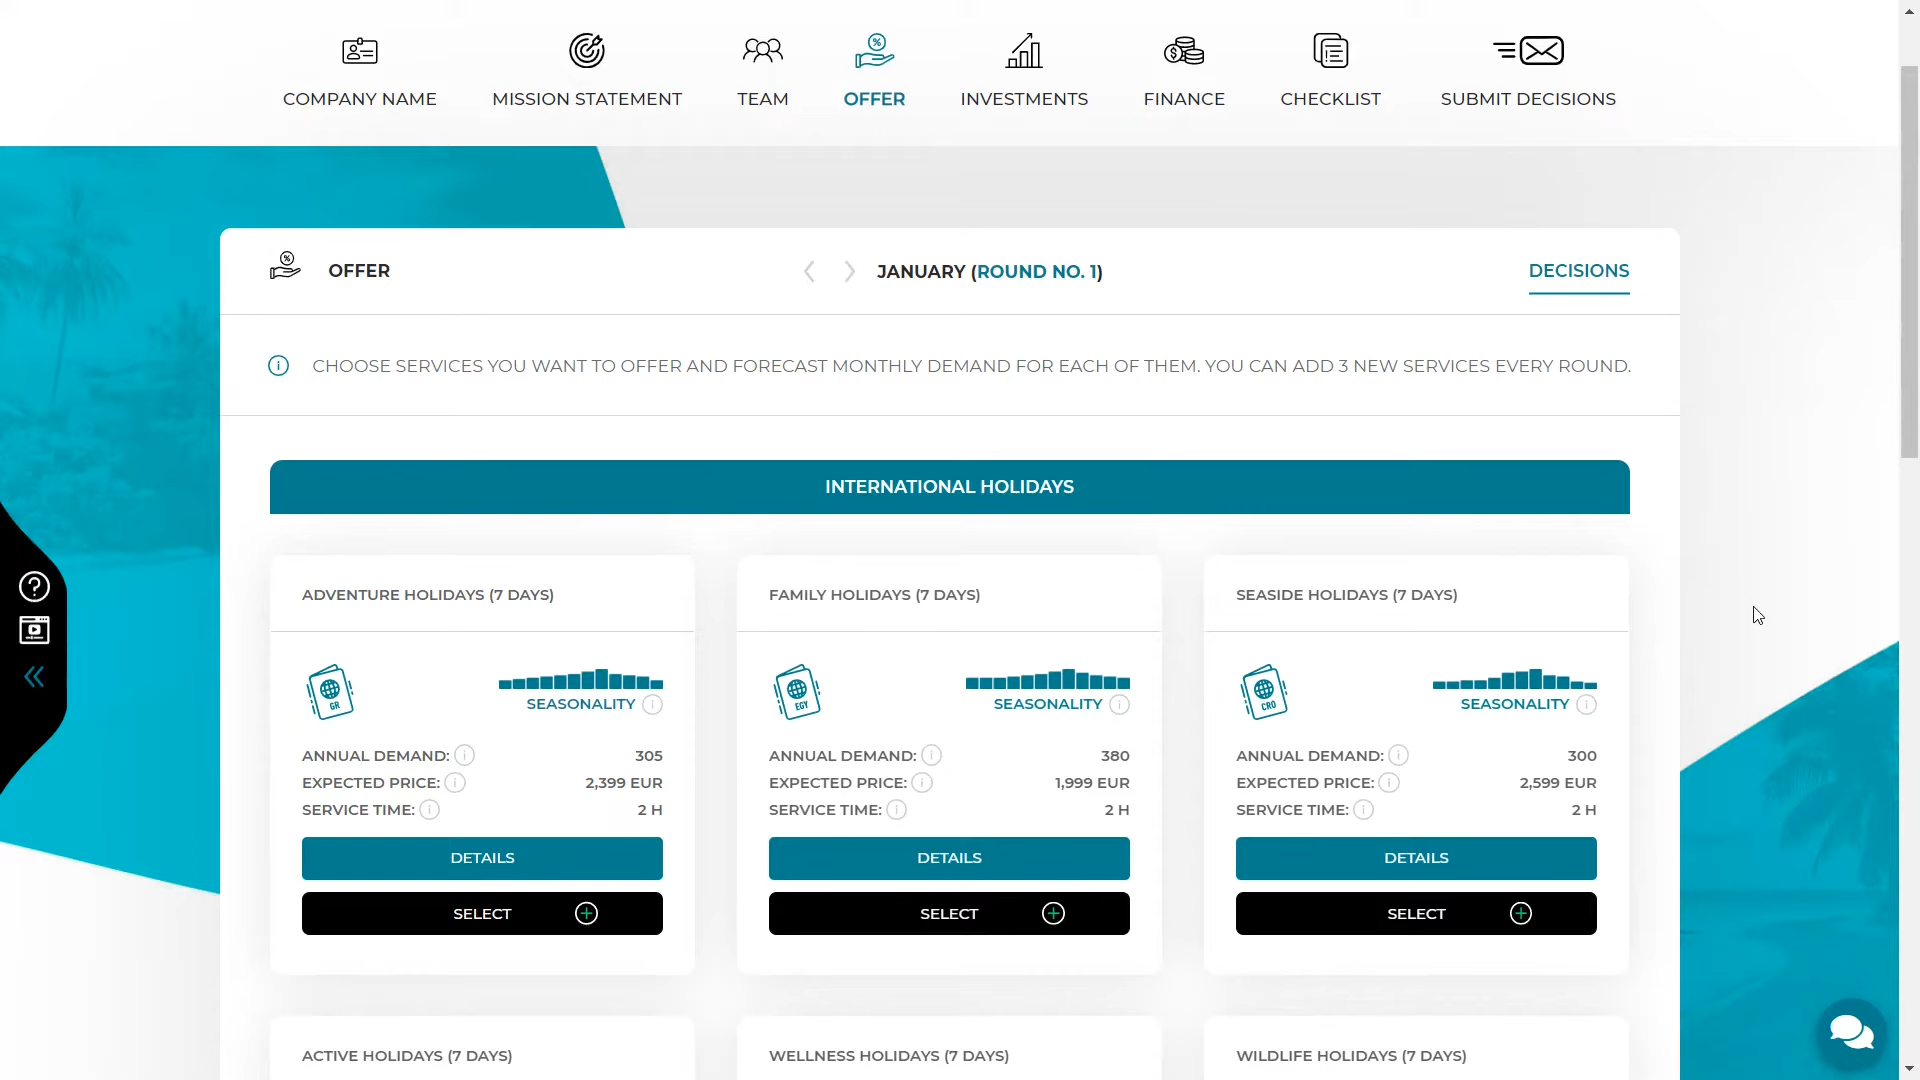 COMPANY NAME
MISSION STATEMENT
TEAM
OFFER
INVESTMENTS
FINANCE
CHECKLIST
SUBMIT DECISIONS
OFFER
JANUARY (ROUND NO. 1)
DECISIONS
CHOOSE SERVICES YOU WANT TO OFFER AND FORECAST MONTHLY DEMAND FOR EACH OF THEM. YOU CAN ADD 3 NEW SERVICES EVERY ROUND.
INTERNATIONAL HOLIDAYS
ADVENTURE HOLIDAYS (7 DAYS)
GR
SEASONALITY
ANNUAL DEMAND: 305
EXPECTED PRICE: 2,399 EUR
SERVICE TIME: 2 H
DETAILS
SELECT
FAMILY HOLIDAYS (7 DAYS)
EGY
SEASONALITY
ANNUAL DEMAND: 380
EXPECTED PRICE: 1,999 EUR
SERVICE TIME: 2 H
DETAILS
SELECT
SEASIDE HOLIDAYS (7 DAYS)
CRO
SEASONALITY
ANNUAL DEMAND: 300
EXPECTED PRICE: 2,599 EUR
SERVICE TIME: 2 H
DETAILS
SELECT
ACTIVE HOLIDAYS (7 DAYS)
WELLNESS HOLIDAYS (7 DAYS)
WILDLIFE HOLIDAYS (7 DAYS)